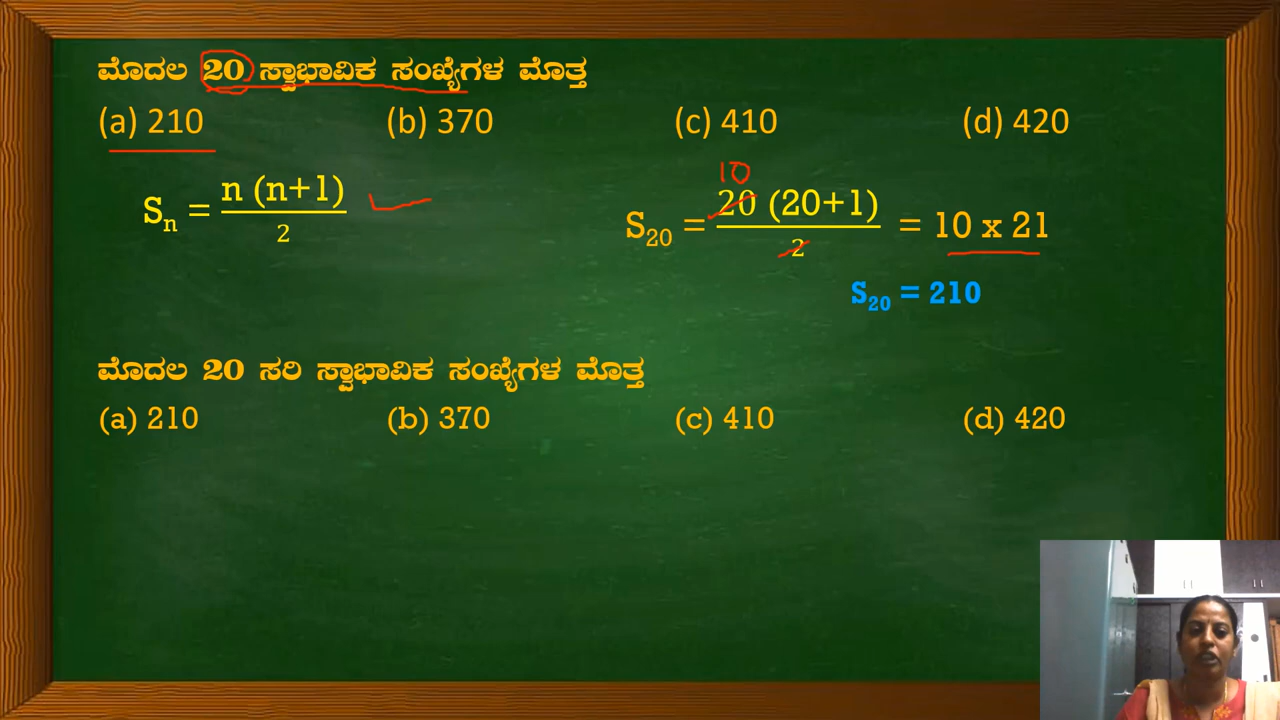 ಮೊದಲ 20 ಸ್ವಾಭಾವಿಕ ಸಂಖ್ಯೆಗಳ ಮೊತ್ತ
(a) 210 (b) 370 (c) 410 (d) 420
Sₙ = n (n+1) / 2
10
S₂₀ = 20 (20+1) / 2 = 10 x 21
S₂₀ = 210
ಮೊದಲ 20 ಸರಿ ಸ್ವಾಭಾವಿಕ ಸಂಖ್ಯೆಗಳ ಮೊತ್ತ
(a) 210 (b) 370 (c) 410 (d) 420